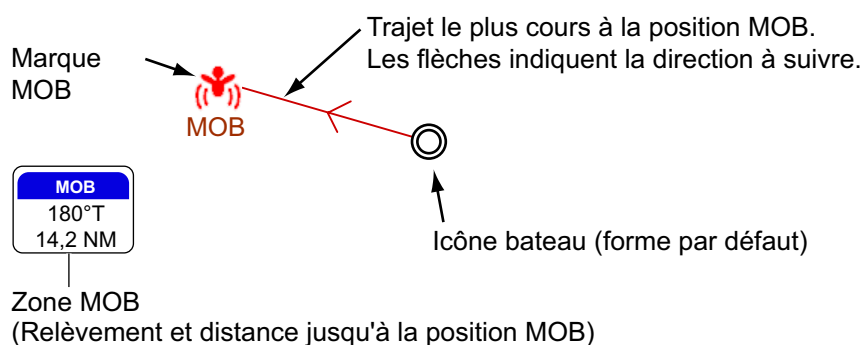 Trajet le plus cours à la position MOB.
Les flèches indiquent la direction à suivre.
Marque
MOB
MOB
MOB
180°T
14,2 NM
Icône bateau (forme par défaut)
Zone MOB
(Relèvement et distance jusqu'à la position MOB)